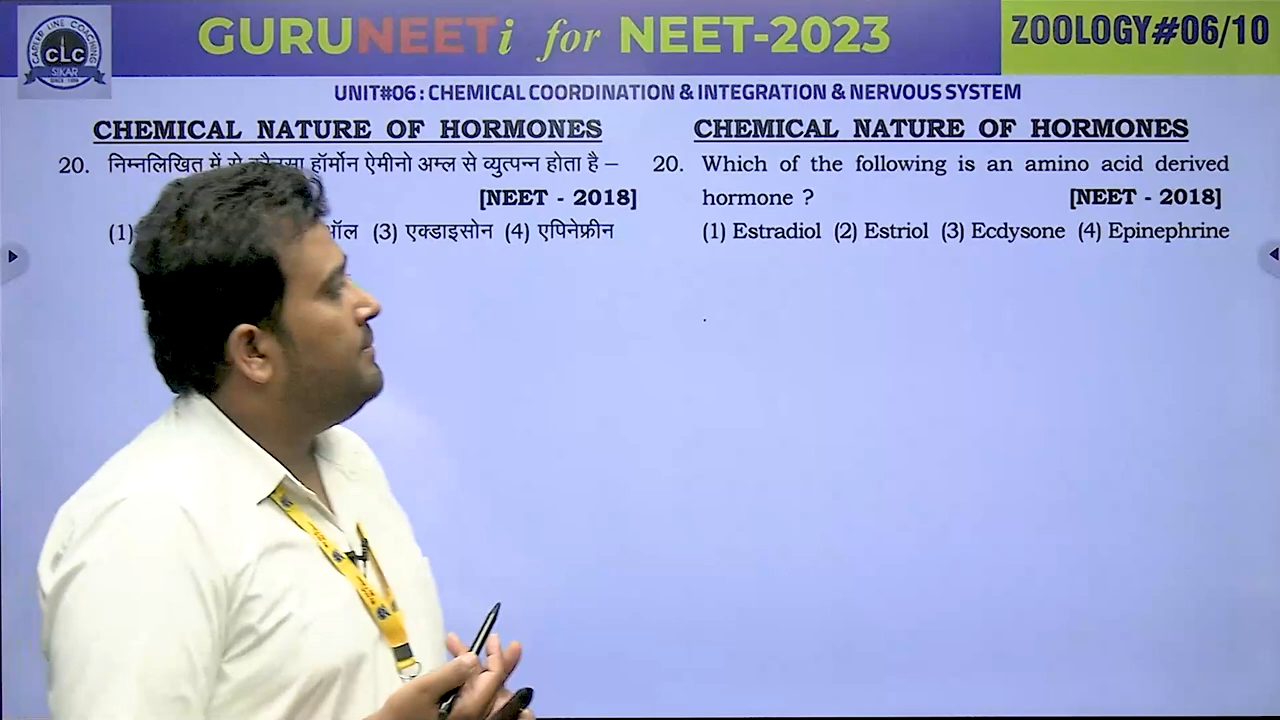 GURUNEETi for NEET-2023
ZOOLOGY#06/10
CAREER LINE COACHING
CLC
SIKAR
UNIT#06 : CHEMICAL COORDINATION & INTEGRATION & NERVOUS SYSTEM
CHEMICAL NATURE OF HORMONES
20. निम्नलिखित में से कौनसा हॉर्मोन ऐमीनो अम्ल से व्युत्पन्न होता है –
[NEET - 2018]
(1) (3) एक्डाइसोन (4) एपिनेफ्रीन
CHEMICAL NATURE OF HORMONES
20. Which of the following is an amino acid derived
hormone ? [NEET - 2018]
(1) Estradiol (2) Estriol (3) Ecdysone (4) Epinephrine